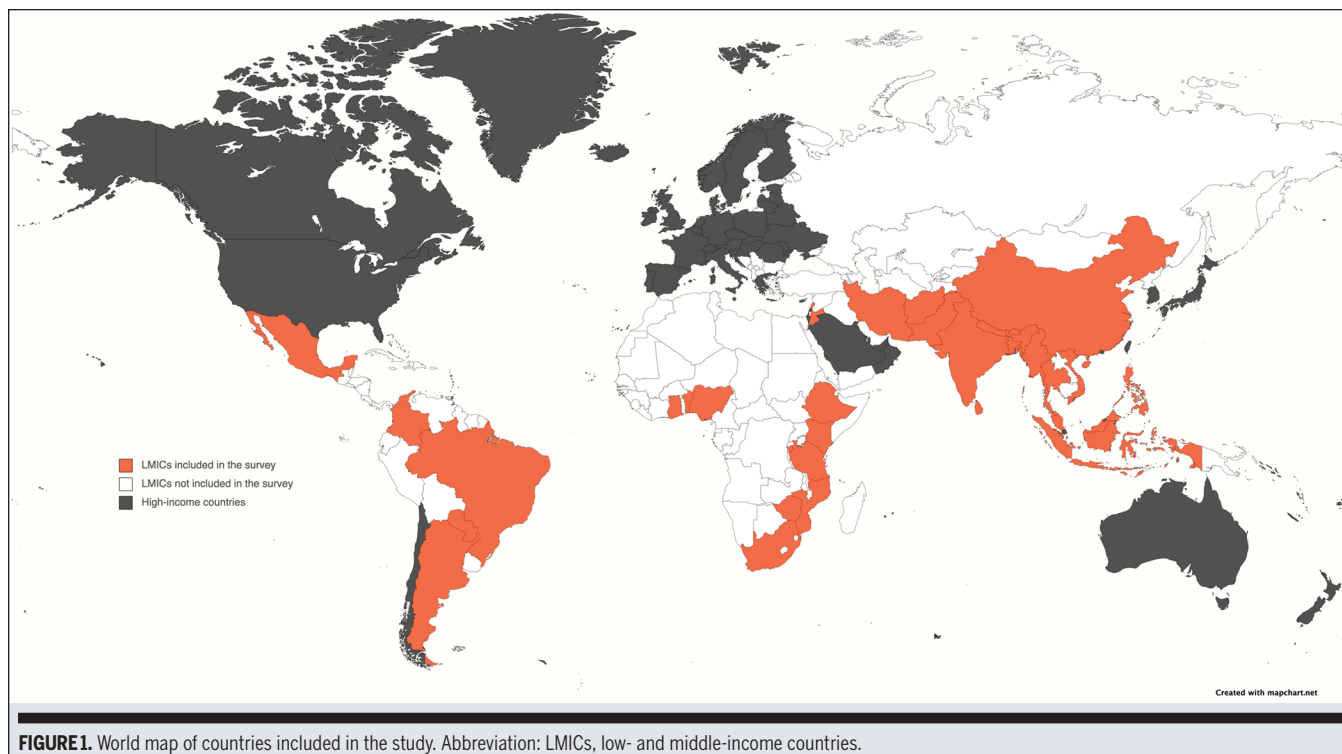 LMICs included in the survey
LMICs not included in the survey
High-income countries
Created with mapchart.net
FIGURE 1. World map of countries included in the study. Abbreviation: LMICs, low- and middle-income countries.